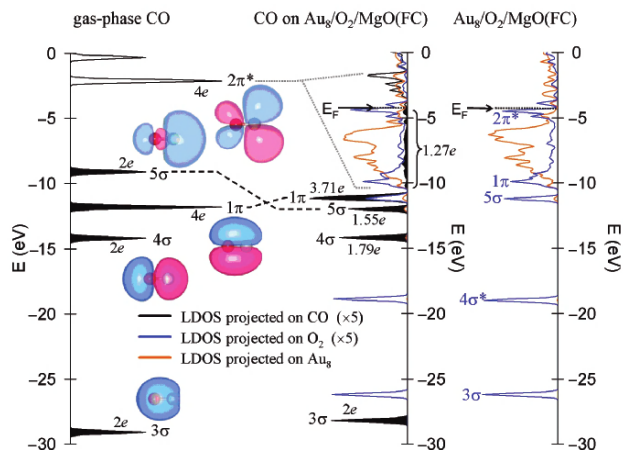 gas-phase CO
CO on Au₈/O₂/MgO(FC)
Au₈/O₂/MgO(FC)
0
−5
−10
−15
−20
−25
−30
E (eV)
4e
2π*
2e
5σ
4e
1π
2e
4σ
2e
3σ
LDOS projected on CO (×5)
LDOS projected on O₂ (×5)
LDOS projected on Au₈
E_F
1.27e
1π
3.71e
5σ
1.55e
4σ
1.79e
3σ
2e
0
−5
−10
−15
−20
−25
−30
E (eV)
E_F
2π*
1π
5σ
4σ*
3σ
0
−5
−10
−15
−20
−25
−30
E (eV)